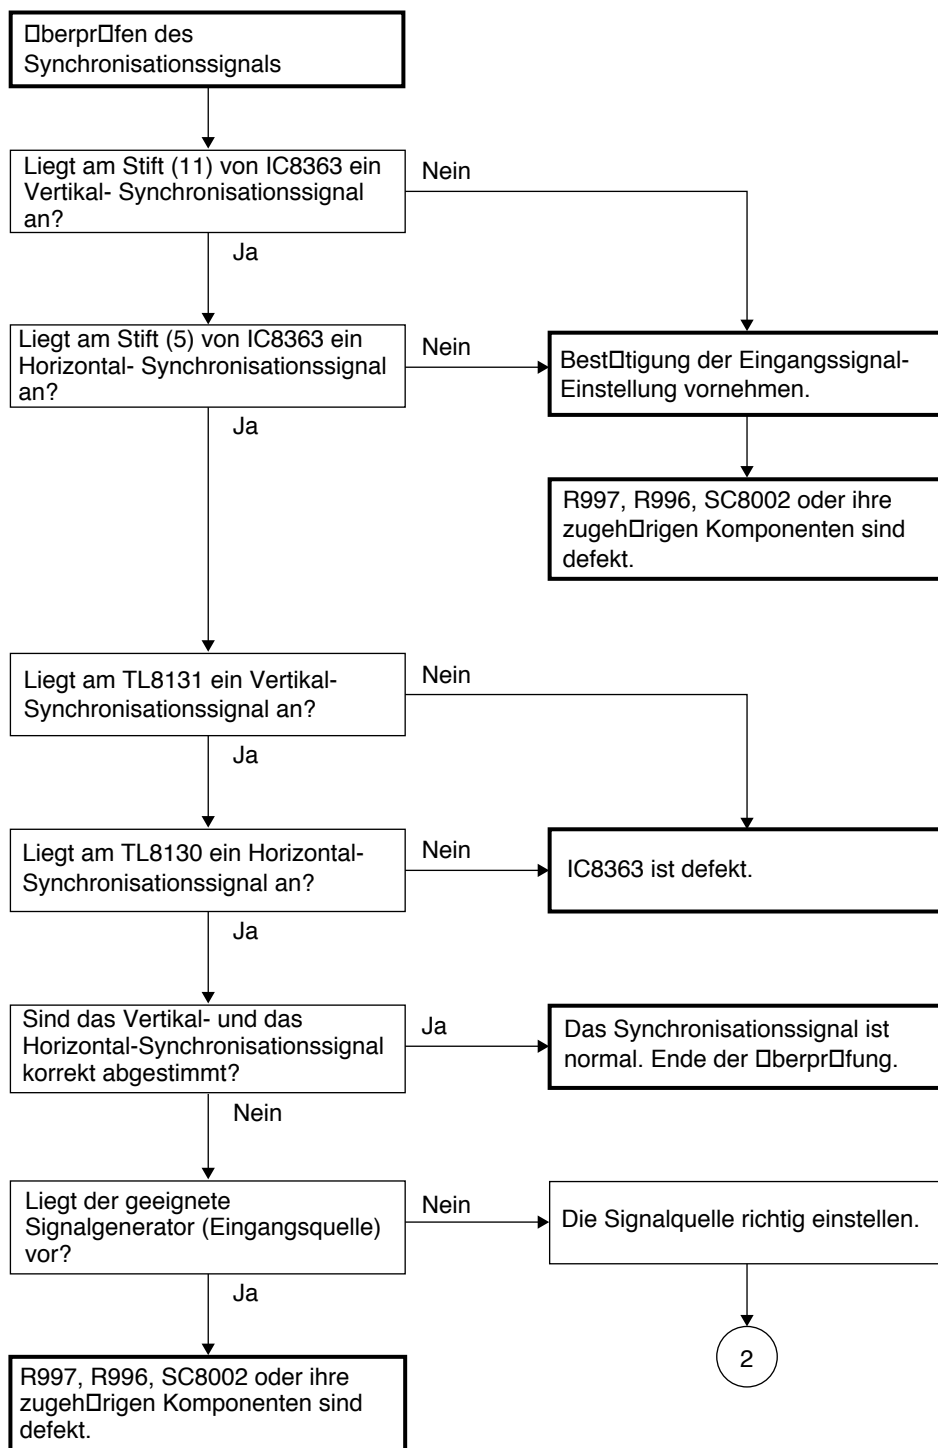 □berpr□fen des
Synchronisationssignals
Liegt am Stift (11) von IC8363 ein
Vertikal- Synchronisationssignal
an?
Nein
Ja
Liegt am Stift (5) von IC8363 ein
Horizontal- Synchronisationssignal
an?
Nein
Best□tigung der Eingangssignal-
Einstellung vornehmen.
Ja
R997, R996, SC8002 oder ihre
zugeh□rigen Komponenten sind
defekt.
Liegt am TL8131 ein Vertikal-
Synchronisationssignal an?
Nein
Ja
Liegt am TL8130 ein Horizontal-
Synchronisationssignal an?
Nein
IC8363 ist defekt.
Ja
Sind das Vertikal- und das
Horizontal-Synchronisationssignal
korrekt abgestimmt?
Ja
Das Synchronisationssignal ist
normal. Ende der □berpr□fung.
Nein
Liegt der geeignete
Signalgenerator (Eingangsquelle)
vor?
Nein
Die Signalquelle richtig einstellen.
Ja
2
R997, R996, SC8002 oder ihre
zugeh□rigen Komponenten sind
defekt.